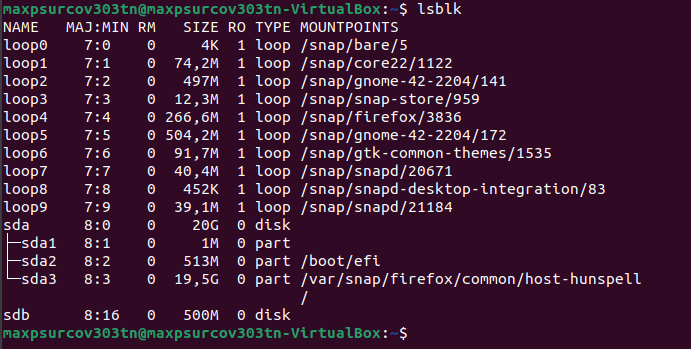 maxpsurcov303tn@maxpsurcov303tn-VirtualBox:~$ lsblk
NAME   MAJ:MIN RM   SIZE RO TYPE MOUNTPOINTS
loop0    7:0    0     4K  1 loop /snap/bare/5
loop1    7:1    0  74,2M  1 loop /snap/core22/1122
loop2    7:2    0   497M  1 loop /snap/gnome-42-2204/141
loop3    7:3    0  12,3M  1 loop /snap/snap-store/959
loop4    7:4    0 266,6M  1 loop /snap/firefox/3836
loop5    7:5    0 504,2M  1 loop /snap/gnome-42-2204/172
loop6    7:6    0  91,7M  1 loop /snap/gtk-common-themes/1535
loop7    7:7    0  40,4M  1 loop /snap/snapd/20671
loop8    7:8    0   452K  1 loop /snap/snapd-desktop-integration/83
loop9    7:9    0  39,1M  1 loop /snap/snapd/21184
sda      8:0    0    20G  0 disk
├─sda1   8:1    0     1M  0 part
├─sda2   8:2    0   513M  0 part /boot/efi
└─sda3   8:3    0  19,5G  0 part /var/snap/firefox/common/host-hunspell
/
sdb      8:16   0   500M  0 disk
maxpsurcov303tn@maxpsurcov303tn-VirtualBox:~$